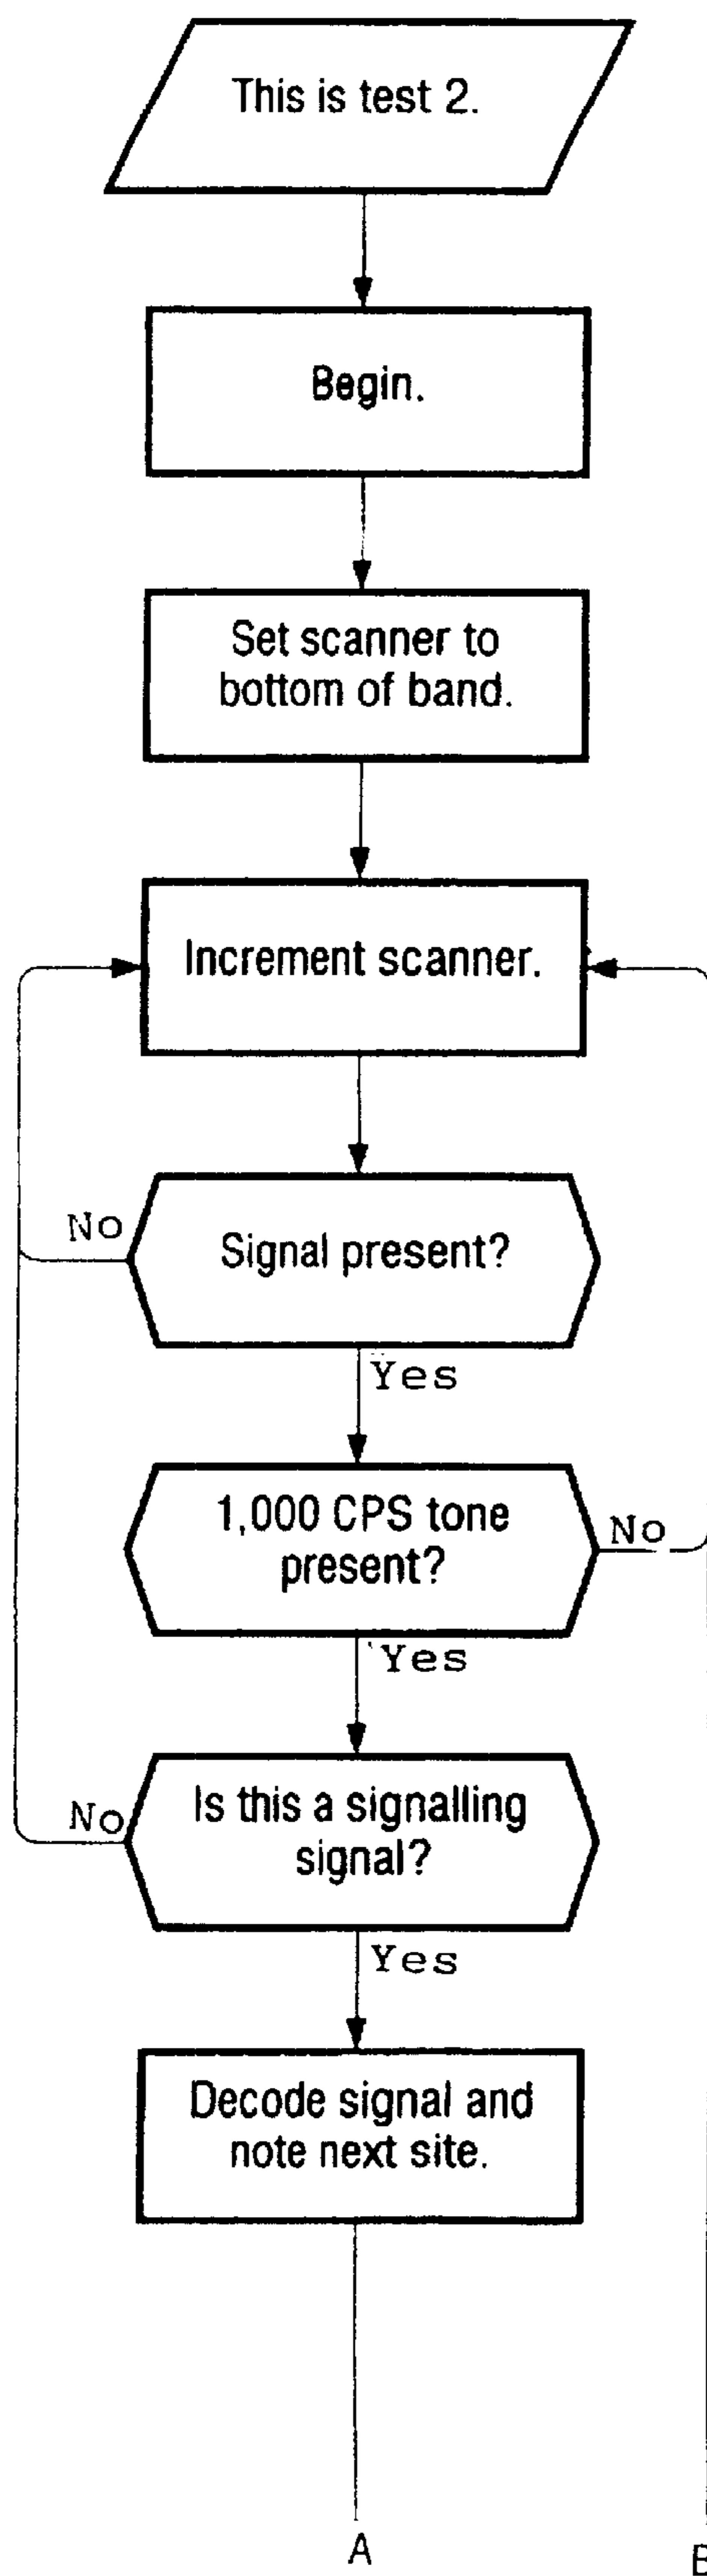 This is test 2.
Begin.
Set scanner to
bottom of band.
Increment scanner.
No
Signal present?
Yes
1,000 CPS tone
present?
No
Yes
No
Is this a signalling
signal?
Yes
Decode signal and
note next site.
A
B